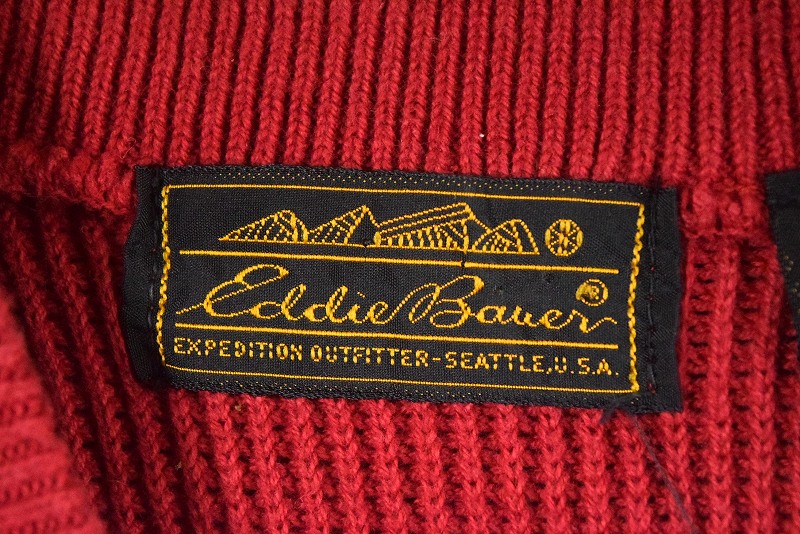 Eddie Bauer®
EXPEDITION OUTFITTER-SEATTLE, U.S.A.